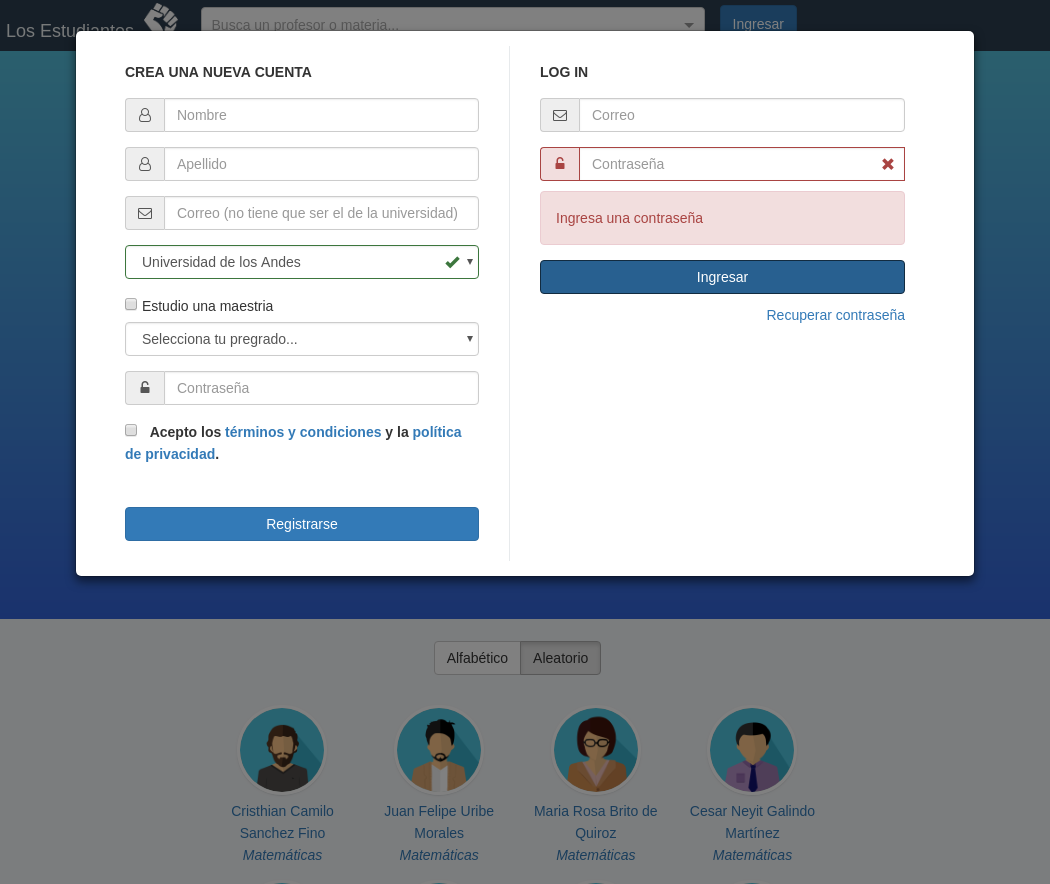 Los Estudiantes
Busca un profesor o materia...
Ingresar
CREA UNA NUEVA CUENTA
Nombre
Apellido
Correo (no tiene que ser el de la universidad)
Universidad de los Andes
Estudio una maestria
Selecciona tu pregrado...
Contraseña
Acepto los términos y condiciones y la política
de privacidad.
Registrarse
LOG IN
Correo
Contraseña
Ingresa una contraseña
Ingresar
Recuperar contraseña
Alfabético Aleatorio
Cristhian Camilo
Sanchez Fino
Matemáticas
Juan Felipe Uribe
Morales
Matemáticas
Maria Rosa Brito de
Quiroz
Matemáticas
Cesar Neyit Galindo
Martínez
Matemáticas